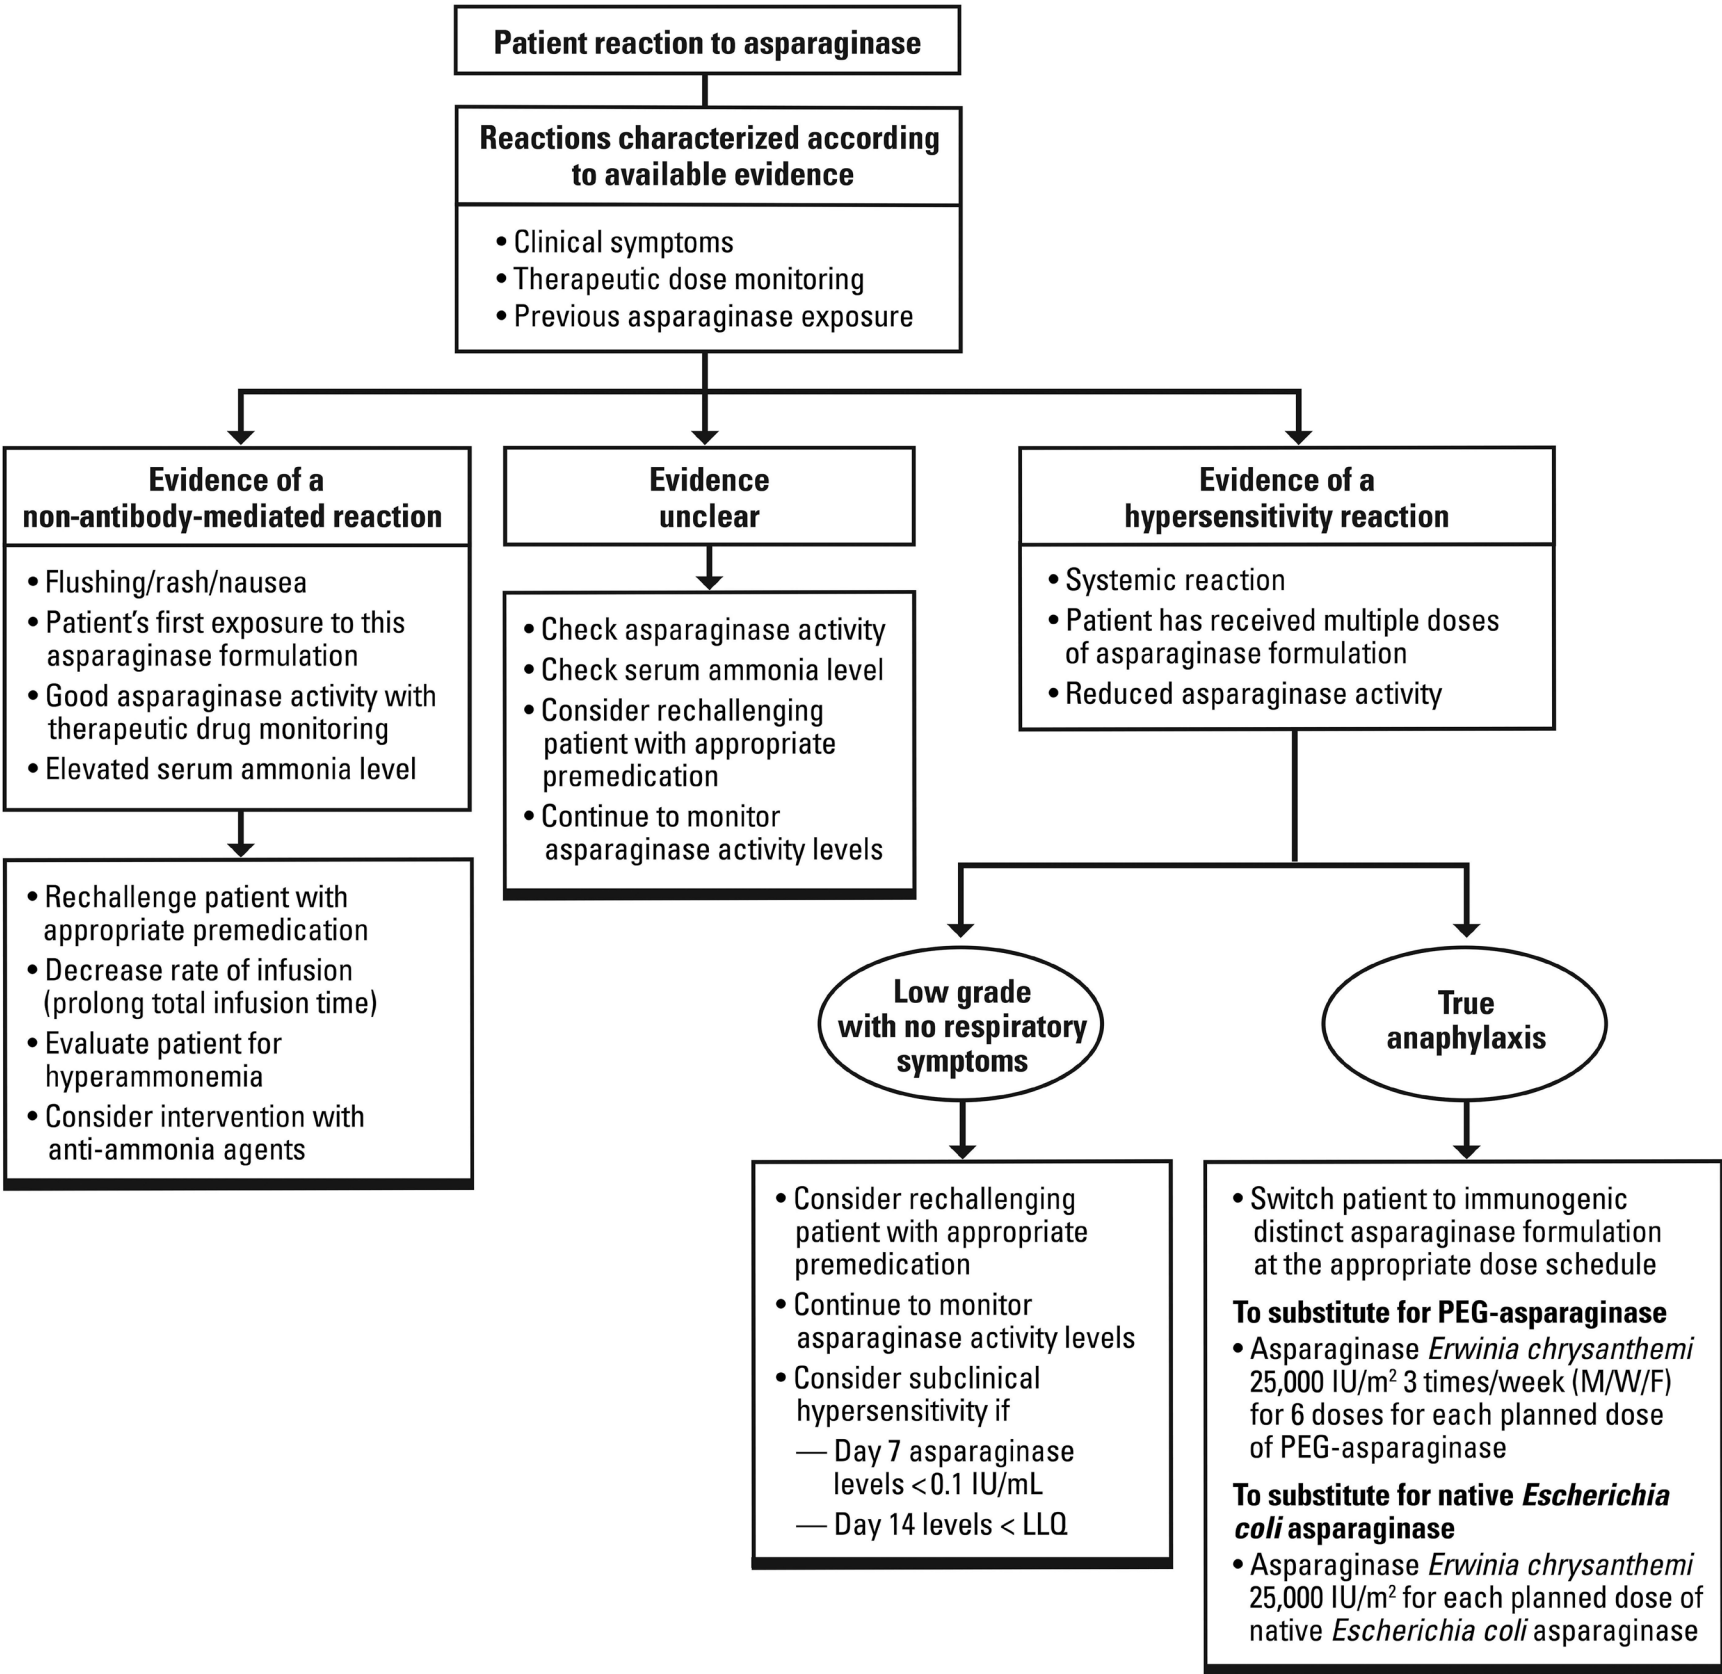 Patient reaction to asparaginase
Reactions characterized according
to available evidence
• Clinical symptoms
• Therapeutic dose monitoring
• Previous asparaginase exposure
Evidence of a
non-antibody-mediated reaction
• Flushing/rash/nausea
• Patient’s first exposure to this
asparaginase formulation
• Good asparaginase activity with
therapeutic drug monitoring
• Elevated serum ammonia level
• Rechallenge patient with
appropriate premedication
• Decrease rate of infusion
(prolong total infusion time)
• Evaluate patient for
hyperammonemia
• Consider intervention with
anti-ammonia agents
Evidence
unclear
• Check asparaginase activity
• Check serum ammonia level
• Consider rechallenging
patient with appropriate
premedication
• Continue to monitor
asparaginase activity levels
Evidence of a
hypersensitivity reaction
• Systemic reaction
• Patient has received multiple doses
of asparaginase formulation
• Reduced asparaginase activity
Low grade
with no respiratory
symptoms
• Consider rechallenging
patient with appropriate
premedication
• Continue to monitor
asparaginase activity levels
• Consider subclinical
hypersensitivity if
— Day 7 asparaginase
levels <0.1 IU/mL
— Day 14 levels < LLQ
True
anaphylaxis
• Switch patient to immunogenic
distinct asparaginase formulation
at the appropriate dose schedule
To substitute for PEG-asparaginase
• Asparaginase Erwinia chrysanthemi
25,000 IU/m² 3 times/week (M/W/F)
for 6 doses for each planned dose
of PEG-asparaginase
To substitute for native Escherichia
coli asparaginase
• Asparaginase Erwinia chrysanthemi
25,000 IU/m² for each planned dose of
native Escherichia coli asparaginase